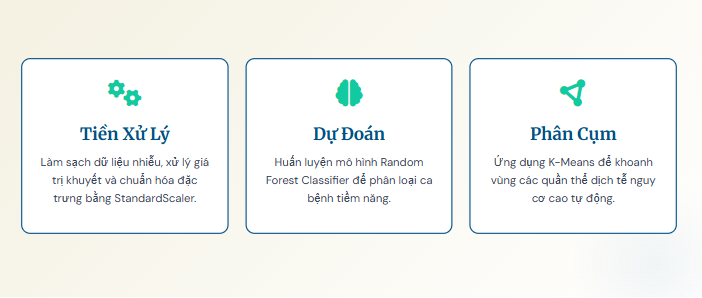 Tiền Xử Lý
Làm sạch dữ liệu nhiễu, xử lý giá
trị khuyết và chuẩn hóa đặc
trưng bằng StandardScaler.
Dự Đoán
Huấn luyện mô hình Random
Forest Classifier để phân loại ca
bệnh tiềm năng.
Phân Cụm
Ứng dụng K-Means để khoanh
vùng các quần thể dịch tễ nguy
cơ cao tự động.